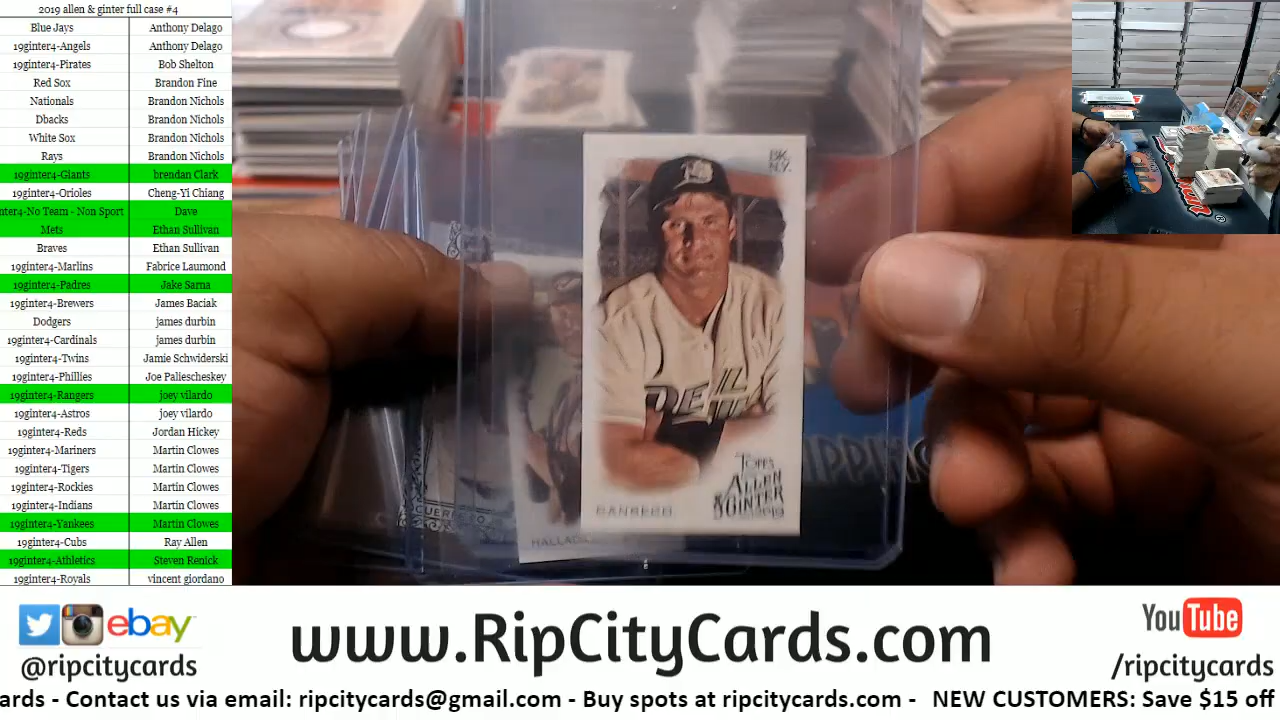 2019 allen & ginter full case #4
Blue Jays Anthony Delago
19ginter4-Angels Anthony Delago
19ginter4-Pirates Bob Shelton
Red Sox Brandon Fine
Nationals Brandon Nichols
Dbacks Brandon Nichols
White Sox Brandon Nichols
Rays Brandon Nichols
19ginter4-Giants brendan Clark
19ginter4-Orioles Cheng-Yi Chiang
nter4-No Team - Non Sport Dave
Mets Ethan Sullivan
Braves Ethan Sullivan
19ginter4-Marlins Fabrice Laumond
19ginter4-Padres Jake Sarna
19ginter4-Brewers James Baciak
Dodgers james durbin
19ginter4-Cardinals james durbin
19ginter4-Twins Jamie Schwiderski
19ginter4-Phillies Joe Paliescheskey
19ginter4-Rangers joey vilardo
19ginter4-Astros joey vilardo
19ginter4-Reds Jordan Hickey
19ginter4-Mariners Martin Clowes
19ginter4-Tigers Martin Clowes
19ginter4-Rockies Martin Clowes
19ginter4-Indians Martin Clowes
19ginter4-Yankees Martin Clowes
19ginter4-Cubs Ray Allen
19ginter4-Athletics Steven Renick
19ginter4-Royals vincent giordano
BK.
N.Y.
TOPPS
ALLEN
& GINTER
HALLAD
IPPING
ebay
@ripcitycards
www.RipCityCards.com
YouTube
/ripcitycards
ards - Contact us via email: ripcitycards@gmail.com - Buy spots at ripcitycards.com - NEW CUSTOMERS: Save $15 off